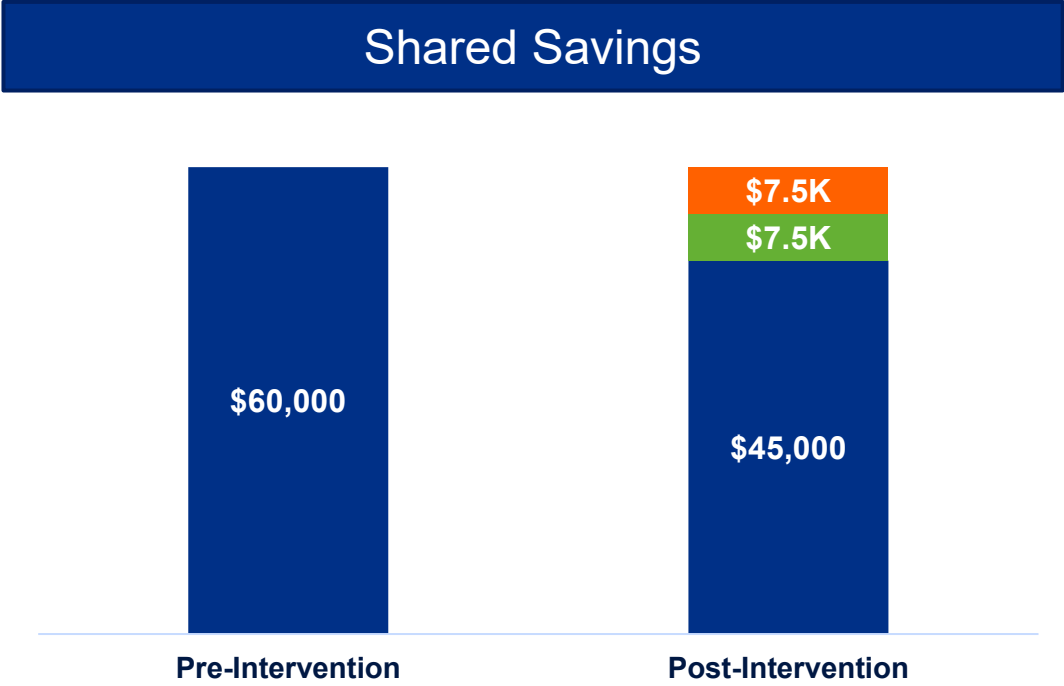 Shared Savings
$7.5K
$7.5K
$60,000
$45,000
Pre-Intervention
Post-Intervention